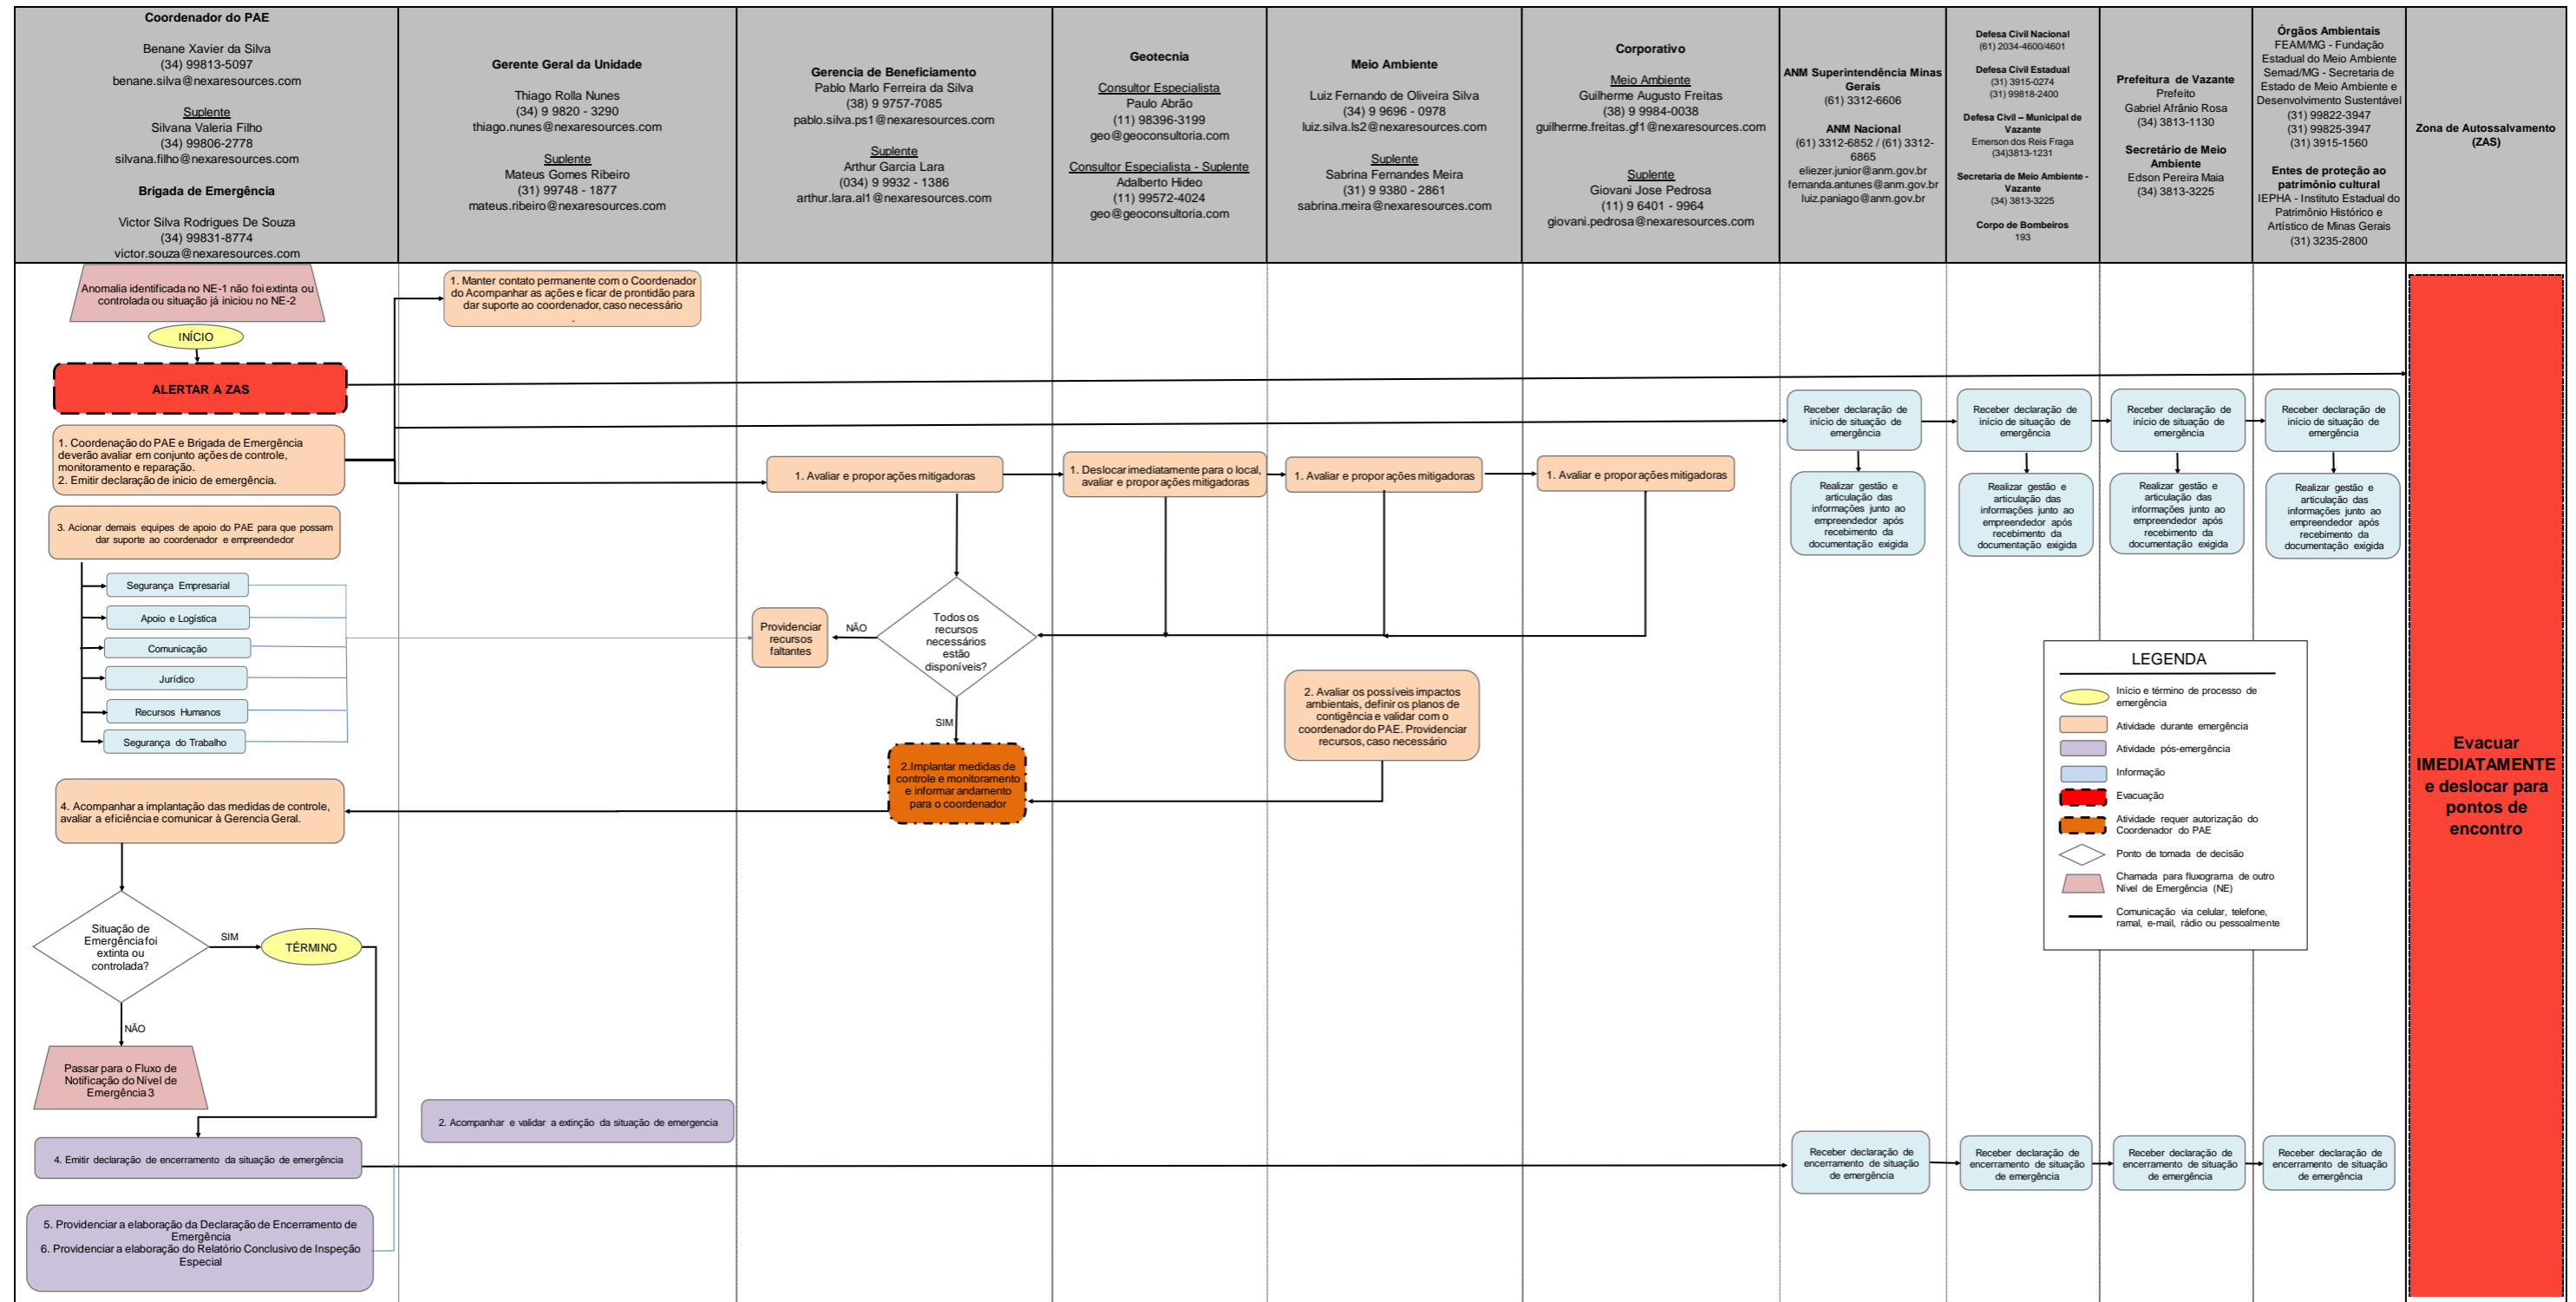 Coordenador do PAE
Benane Xavier da Silva
(34) 99813-5097
benane.silva@nexaresources.com
Suplente
Silvana Valeria Filho
(34) 99806-2778
silvana.filho@nexaresources.com
Brigada de Emergência
Victor Silva Rodrigues De Souza
(34) 99831-8774
victor.souza@nexaresources.com
Gerente Geral da Unidade
Thiago Rolla Nunes
(34) 9 9820 - 3290
thiago.nunes@nexaresources.com
Suplente
Mateus Gomes Ribeiro
(31) 99748 - 1877
mateus.ribeiro@nexaresources.com
Gerencia de Beneficiamento
Pablo Marlo Ferreira da Silva
(38) 9 9757-7085
pablo.silva.ps1@nexaresources.com
Suplente
Arthur Garcia Lara
(034) 9 9932 - 1386
arthur.lara.al1@nexaresources.com
Geotecnia
Consultor Especialista
Paulo Abrão
(11) 98396-3199
geo@geoconsultoria.com
Consultor Especialista - Suplente
Adalberto Hideo
(11) 99572-4024
geo@geoconsultoria.com
Meio Ambiente
Luiz Fernando de Oliveira Silva
(34) 9 9696 - 0978
luiz.silva.ls2@nexaresources.com
Suplente
Sabrina Fernandes Meira
(31) 9 9380 - 2861
sabrina.meira@nexaresources.com
Corporativo
Meio Ambiente
Guilherme Augusto Freitas
(38) 9 9984-0038
guilherme.freitas.gf1@nexaresources.com
Suplente
Giovani Jose Pedrosa
(11) 9 6401 - 9964
giovani.pedrosa@nexaresources.com
ANM Superintendência Minas
Gerais
(61) 3312-6606
ANM Nacional
(61) 3312-6852 / (61) 3312-
6865
eliezer.junior@anm.gov.br
fernanda.antunes@anm.gov.br
luiz.paniago@anm.gov.br
Defesa Civil Nacional
(61) 2034-4600/4601
Defesa Civil Estadual
(31) 3915-0274
(31) 99818-2400
Defesa Civil – Municipal de
Vazante
Emerson dos Reis Fraga
(34)3813-1231
Secretaria de Meio Ambiente -
Vazante
(34) 3813-3225
Corpo de Bombeiros
193
Prefeitura de Vazante
Prefeito
Gabriel Afrânio Rosa
(34) 3813-1130
Secretário de Meio
Ambiente
Edson Pereira Maia
(34) 3813-3225
Órgãos Ambientais
FEAM/MG - Fundação
Estadual do Meio Ambiente
Semad/MG - Secretaria de
Estado de Meio Ambiente e
Desenvolvimento Sustentável
(31) 99822-3947
(31) 99825-3947
(31) 3915-1560
Entes de proteção ao
patrimônio cultural
IEPHA - Instituto Estadual do
Patrimônio Histórico e
Artístico de Minas Gerais
(31) 3235-2800
Zona de Autossalvamento
(ZAS)
Anomalia identificada no NE-1 não foi extinta ou
controlada ou situação já iniciou no NE-2
INÍCIO
ALERTAR A ZAS
1. Coordenação do PAE e Brigada de Emergência
deverão avaliar em conjunto ações de controle,
monitoramento e reparação.
2. Emitir declaração de inicio de emergência.
3. Acionar demais equipes de apoio do PAE para que possam
dar suporte ao coordenador e empreendedor
Segurança Empresarial
Apoio e Logística
Comunicação
Jurídico
Recursos Humanos
Segurança do Trabalho
4. Acompanhar a implantação das medidas de controle,
avaliar a eficiência e comunicar à Gerencia Geral.
Situação de
Emergência foi
extinta ou
controlada?
SIM
TÉRMINO
NÃO
Passar para o Fluxo de
Notificação do Nível de
Emergência 3
4. Emitir declaração de encerramento da situação de emergência
5. Providenciar a elaboração da Declaração de Encerramento de
Emergência
6. Providenciar a elaboração do Relatório Conclusivo de Inspeção
Especial
1. Manter contato permanente com o Coordenador
do Acompanhar as ações e ficar de prontidão para
dar suporte ao coordenador, caso necessário
.
2. Acompanhar e validar a extinção da situação de emergencia
1. Avaliar e propor ações mitigadoras
Todos os
recursos
necessários
estão
disponíveis?
NÃO
Providenciar
recursos
faltantes
SIM
2.Implantar medidas de
controle e monitoramento
e informar andamento
para o coordenador
1. Deslocar imediatamente para o local,
avaliar e propor ações mitigadoras
1. Avaliar e propor ações mitigadoras
2. Avaliar os possíveis impactos
ambientais, definir os planos de
contigência e validar com o
coordenador do PAE. Providenciar
recursos, caso necessário
1. Avaliar e propor ações mitigadoras
Receber declaração de
início de situação de
emergência
Realizar gestão e
articulação das
informações junto ao
empreendedor após
recebimento da
documentação exigida
Receber declaração de
encerramento de situação
de emergência
Receber declaração de
início de situação de
emergência
Realizar gestão e
articulação das
informações junto ao
empreendedor após
recebimento da
documentação exigida
Receber declaração de
encerramento de situação
de emergência
Receber declaração de
início de situação de
emergência
Realizar gestão e
articulação das
informações junto ao
empreendedor após
recebimento da
documentação exigida
Receber declaração de
encerramento de situação
de emergência
Receber declaração de
início de situação de
emergência
Realizar gestão e
articulação das
informações junto ao
empreendedor após
recebimento da
documentação exigida
Receber declaração de
encerramento de situação
de emergência
LEGENDA
Início e término de processo de
emergência
Atividade durante emergência
Atividade pós-emergência
Informação
Evacuação
Atividade requer autorização do
Coordenador do PAE
Ponto de tomada de decisão
Chamada para fluxograma de outro
Nível de Emergência (NE)
Comunicação via celular, telefone,
ramal, e-mail, rádio ou pessoalmente
Evacuar
IMEDIATAMENTE
e deslocar para
pontos de
encontro